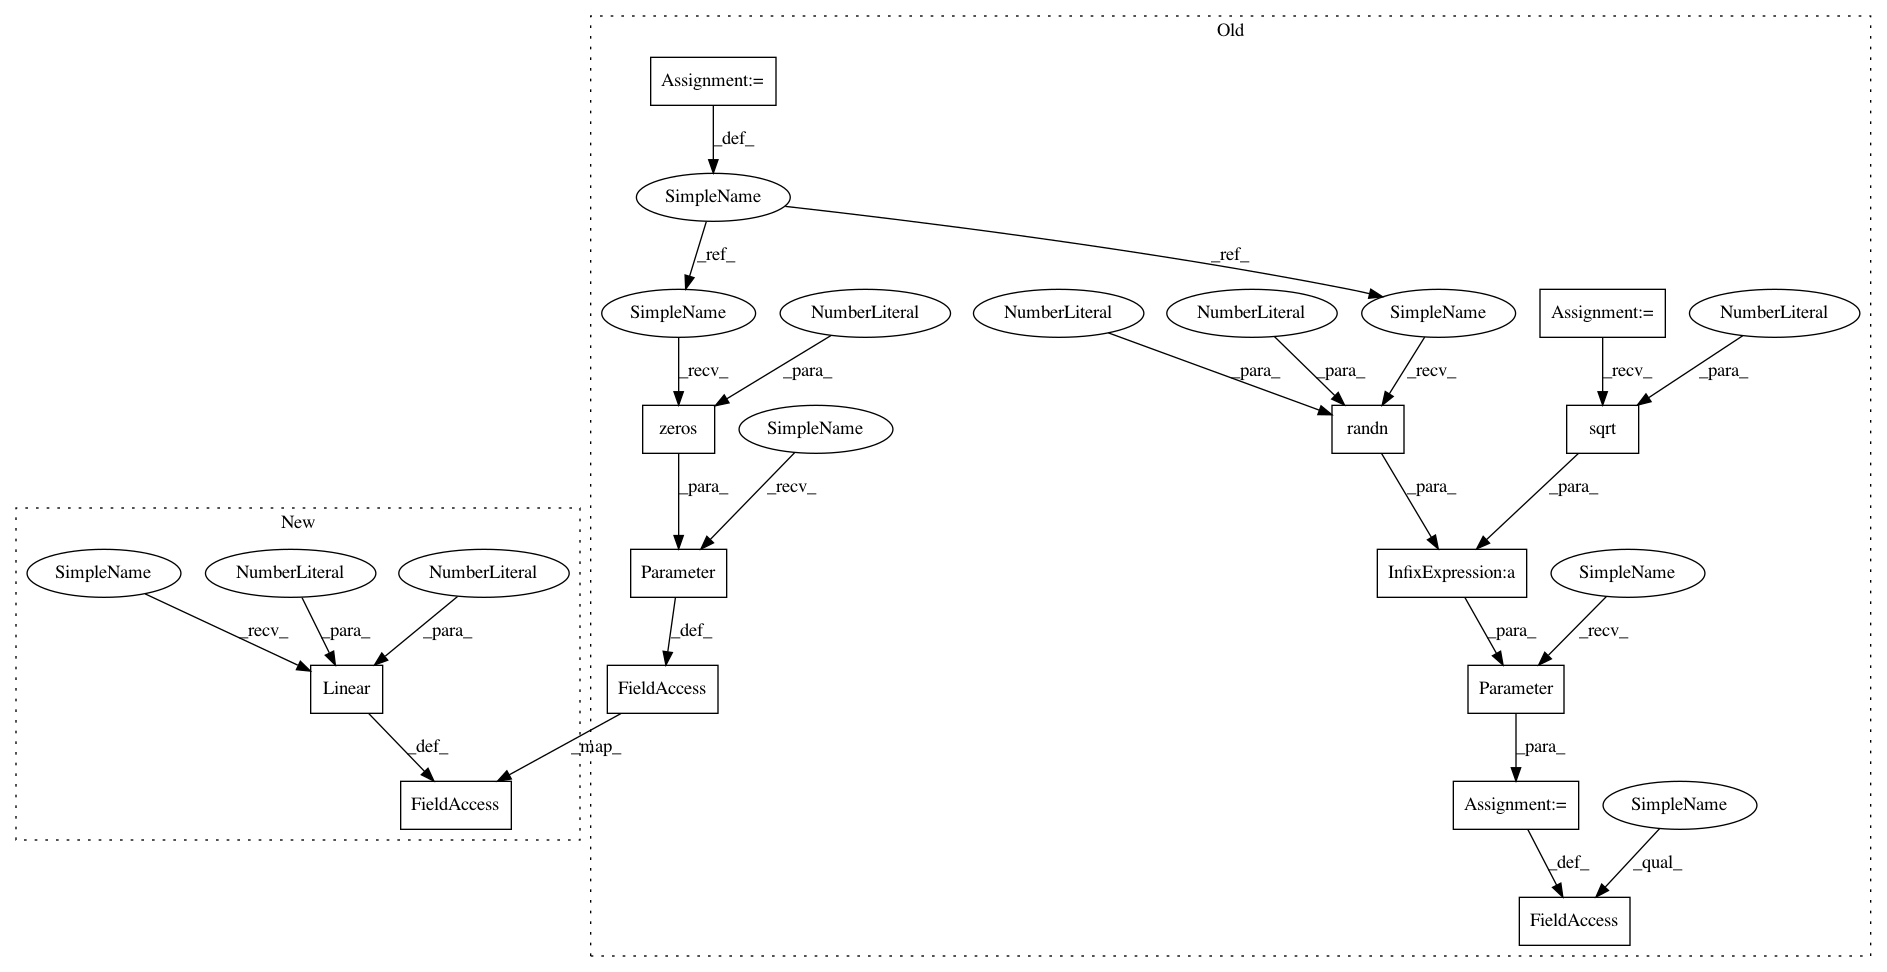 Old
Assignment:=
_def_
SimpleName
_ref_
_ref_
SimpleName
NumberLiteral
NumberLiteral
NumberLiteral
SimpleName
Assignment:=
NumberLiteral
_recv_
_para_
_para_
_para_
_recv_
_recv_
_para_
zeros
SimpleName
randn
sqrt
_para_
_recv_
_para_
_para_
New
SimpleName
NumberLiteral
NumberLiteral
Parameter
InfixExpression:a
SimpleName
_recv_
_para_
_para_
_def_
_para_
_recv_
Linear
FieldAccess
Parameter
_def_
_map_
_para_
FieldAccess
Assignment:=
SimpleName
_def_
_qual_
FieldAccess